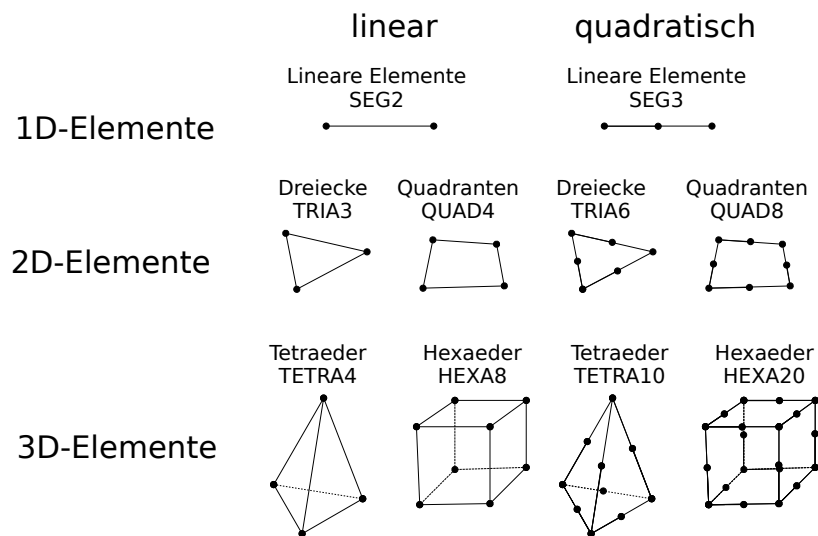 linear
quadratisch
1D-Elemente
Lineare Elemente
SEG2
Lineare Elemente
SEG3
2D-Elemente
Dreiecke
TRIA3
Quadranten
QUAD4
Dreiecke
TRIA6
Quadranten
QUAD8
3D-Elemente
Tetraeder
TETRA4
Hexaeder
HEXA8
Tetraeder
TETRA10
Hexaeder
HEXA20